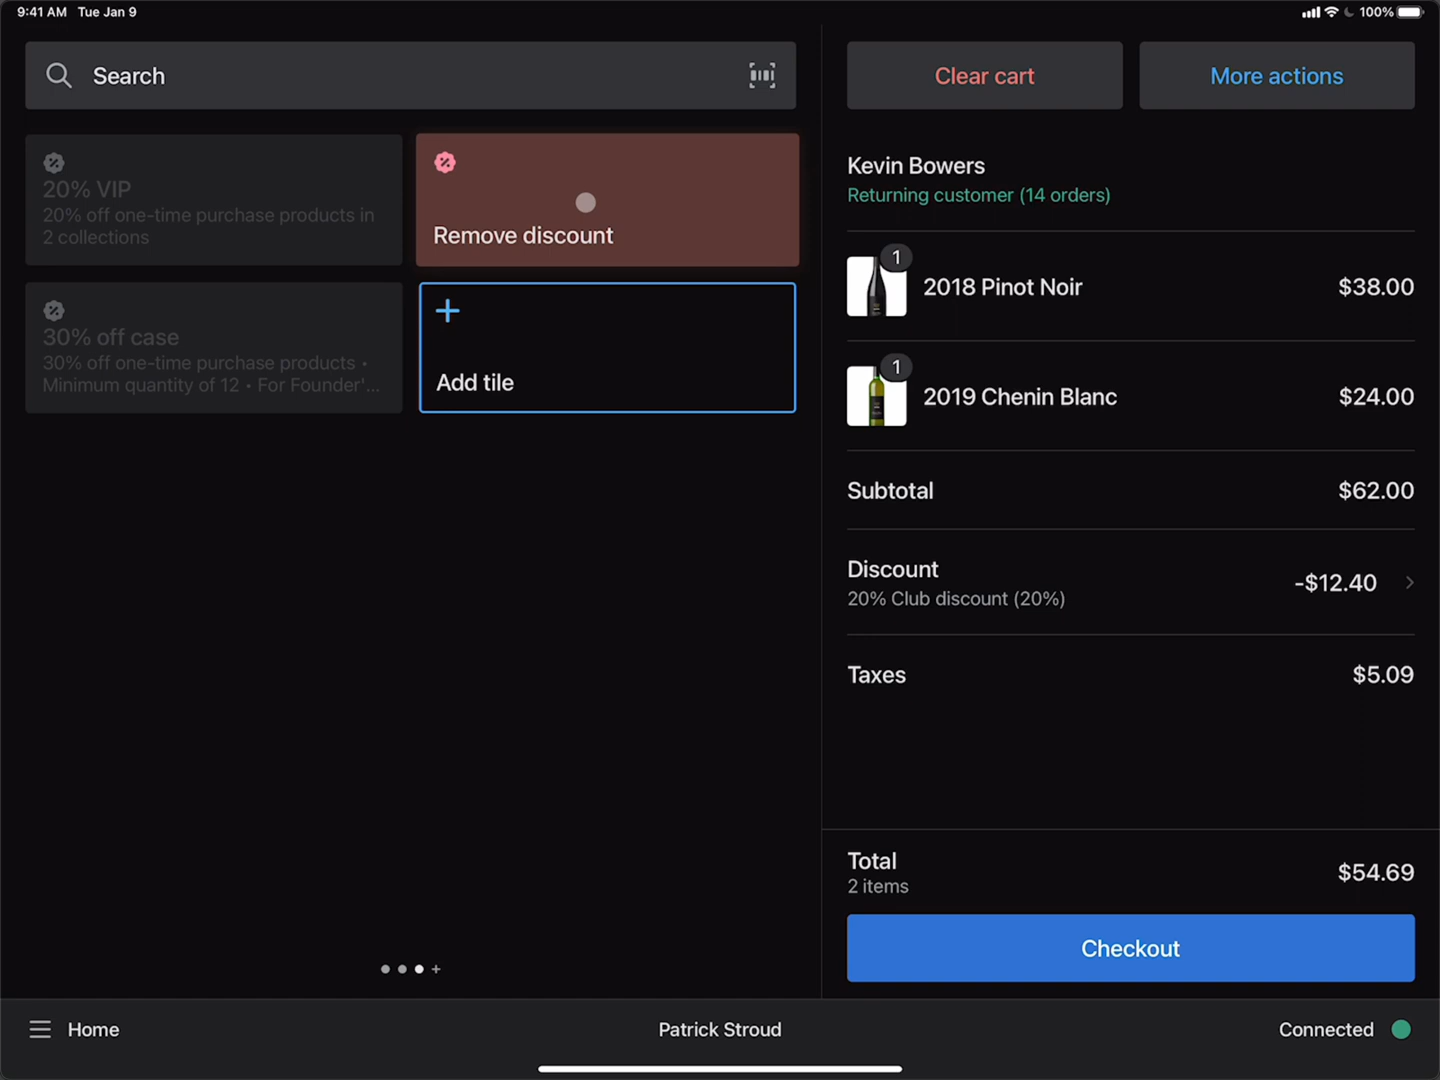 9:41 AM Tue Jan 9
100%
Search
Clear cart
More actions
20% VIP
20% off one-time purchase products in
2 collections
Remove discount
30% off case
30% off one-time purchase products •
Minimum quantity of 12 • For Founder'...
Add tile
Kevin Bowers
Returning customer (14 orders)
1
2018 Pinot Noir $38.00
1
2019 Chenin Blanc $24.00
Subtotal $62.00
Discount
20% Club discount (20%)
-$12.40
Taxes $5.09
Total
2 items
$54.69
Checkout
Home
Patrick Stroud
Connected